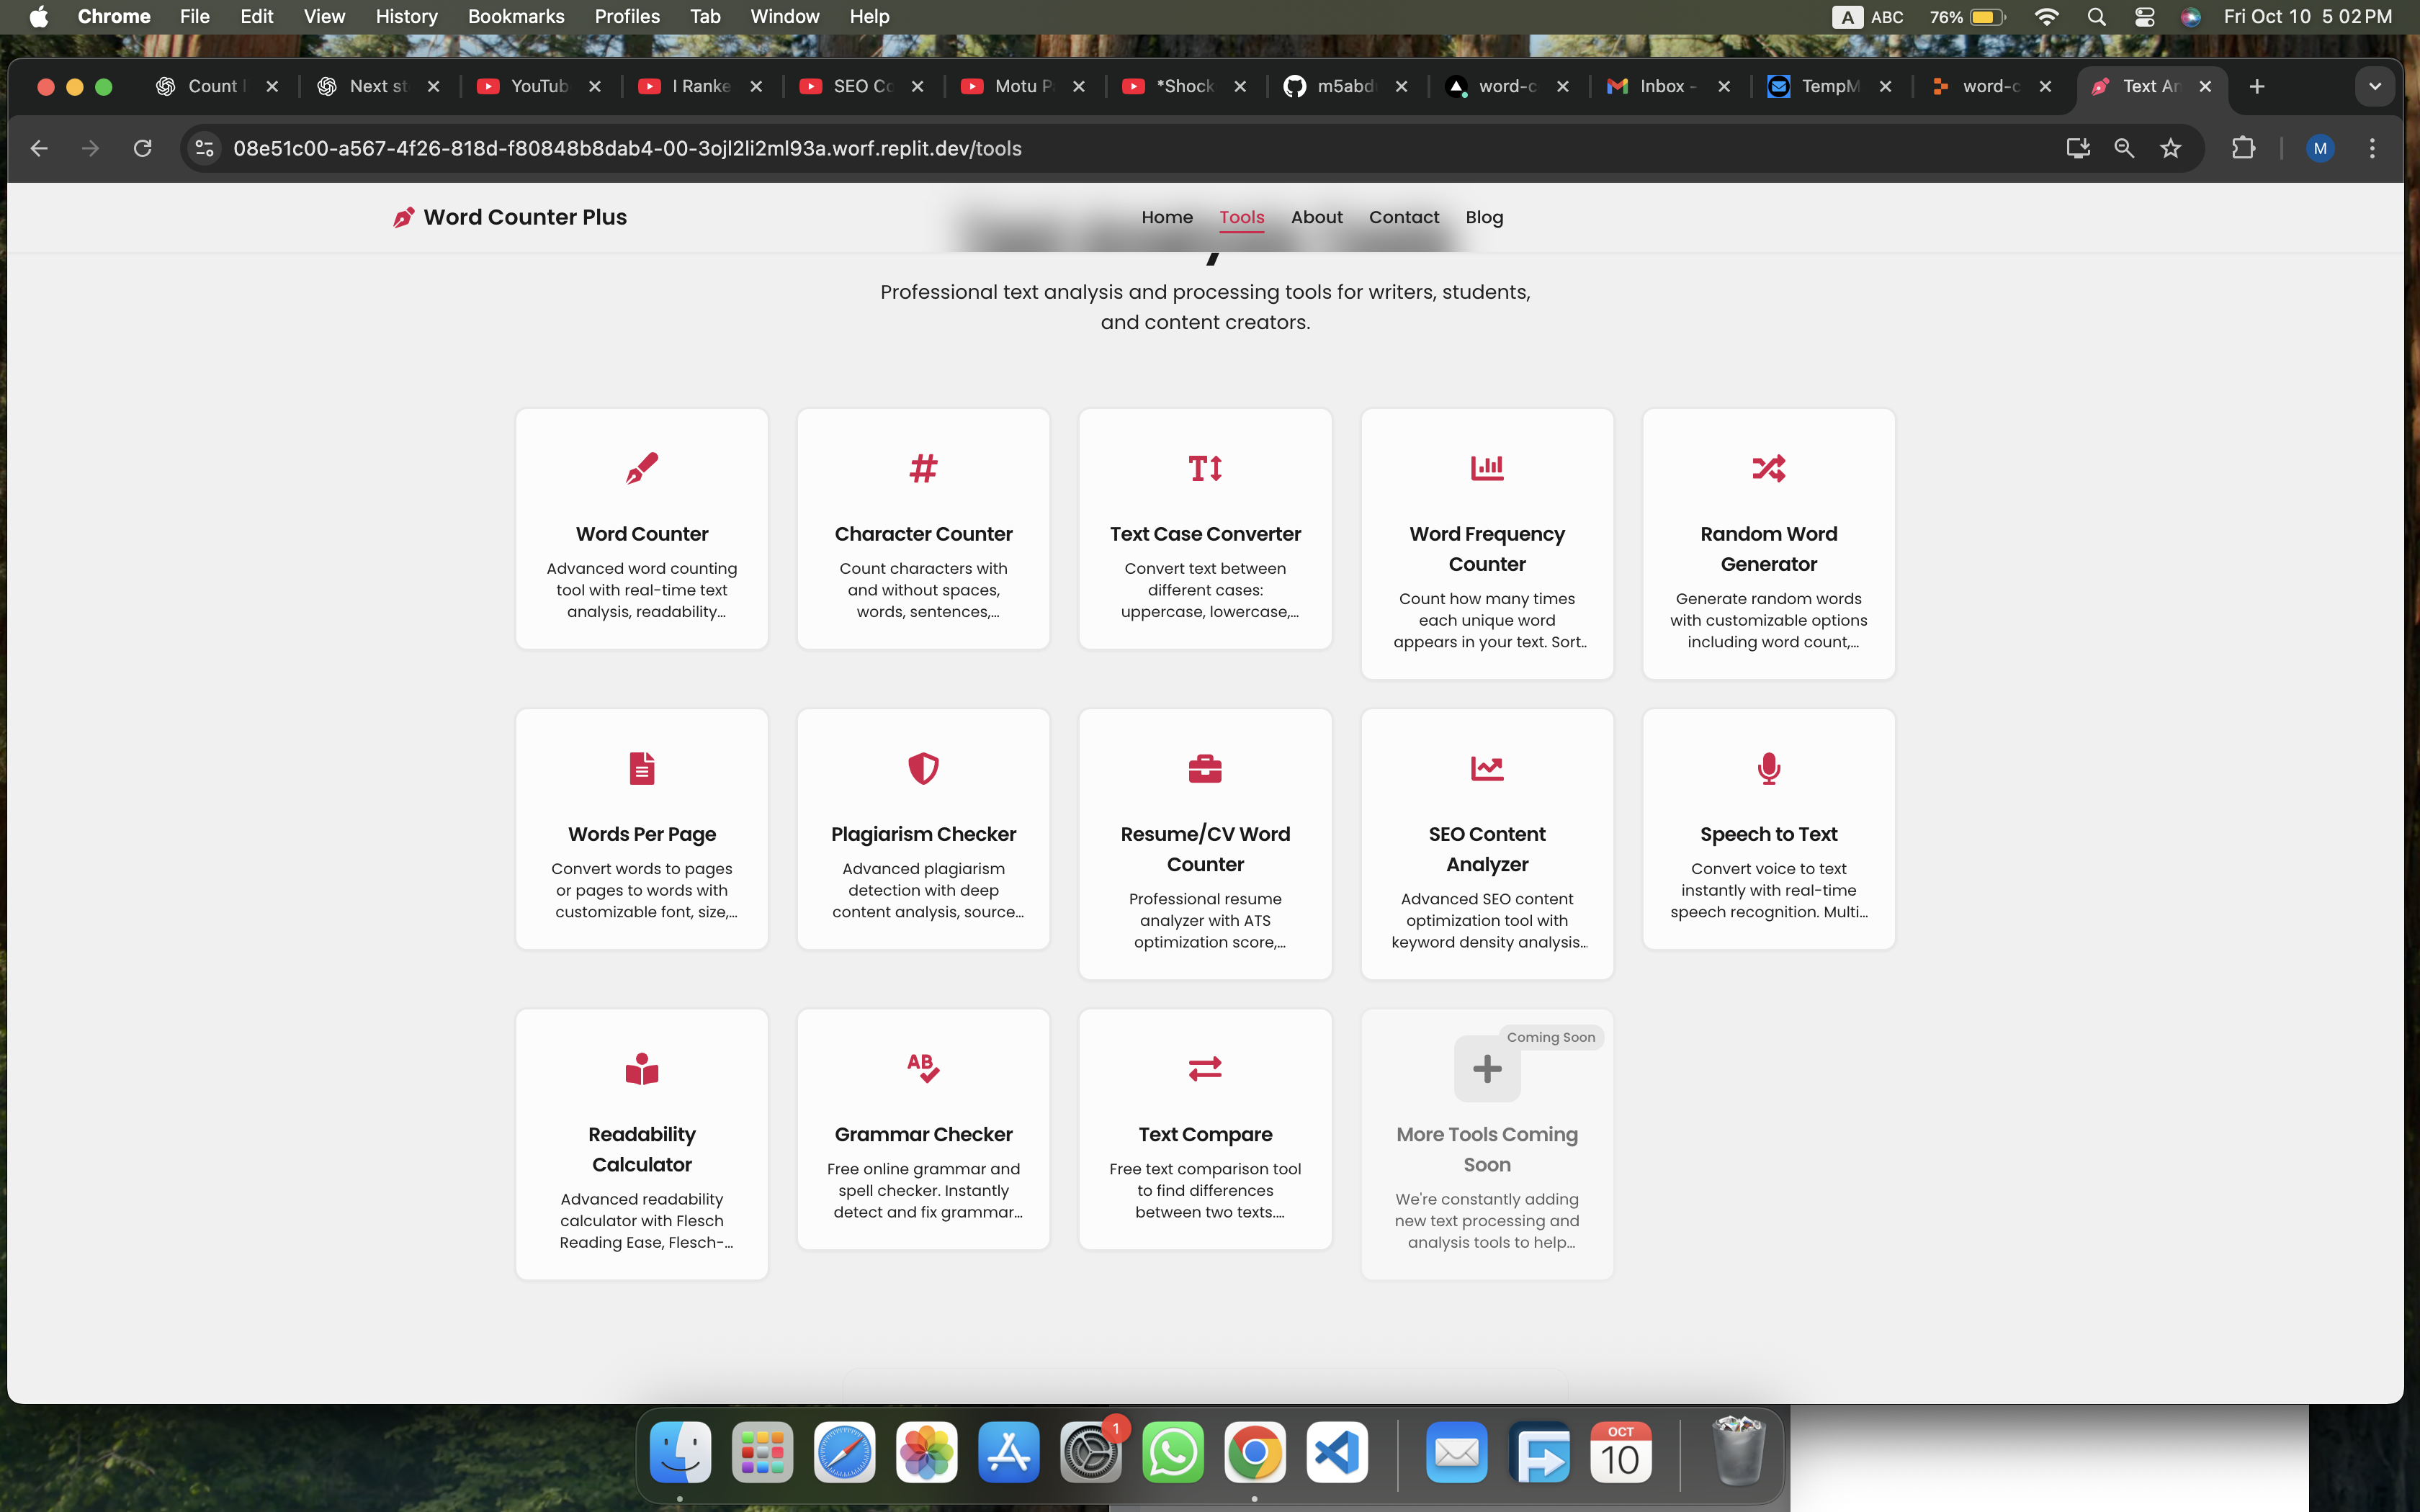 Chrome File Edit View History Bookmarks Profiles Tab Window Help
A ABC 76% Fri Oct 10 5 02 PM
Count Next st YouTub I Ranke SEO Co Motu P *Shock m5abd word-c Inbox - TempM word-c Text An
08e51c00-a567-4f26-818d-f80848b8dab4-00-3ojl2li2ml93a.worf.replit.dev/tools
M
Word Counter Plus
Home Tools About Contact Blog
Professional text analysis and processing tools for writers, students,
and content creators.
Word Counter
Advanced word counting
tool with real-time text
analysis, readability...
Character Counter
Count characters with
and without spaces,
words, sentences,...
Text Case Converter
Convert text between
different cases:
uppercase, lowercase,...
Word Frequency
Counter
Count how many times
each unique word
appears in your text. Sort..
Random Word
Generator
Generate random words
with customizable options
including word count,...
Words Per Page
Convert words to pages
or pages to words with
customizable font, size,...
Plagiarism Checker
Advanced plagiarism
detection with deep
content analysis, source...
Resume/CV Word
Counter
Professional resume
analyzer with ATS
optimization score,...
SEO Content
Analyzer
Advanced SEO content
optimization tool with
keyword density analysis...
Speech to Text
Convert voice to text
instantly with real-time
speech recognition. Multi...
Readability
Calculator
Advanced readability
calculator with Flesch
Reading Ease, Flesch-...
AB
Grammar Checker
Free online grammar and
spell checker. Instantly
detect and fix grammar...
Text Compare
Free text comparison tool
to find differences
between two texts....
Coming Soon
More Tools Coming
Soon
We're constantly adding
new text processing and
analysis tools to help...
1
OCT
10